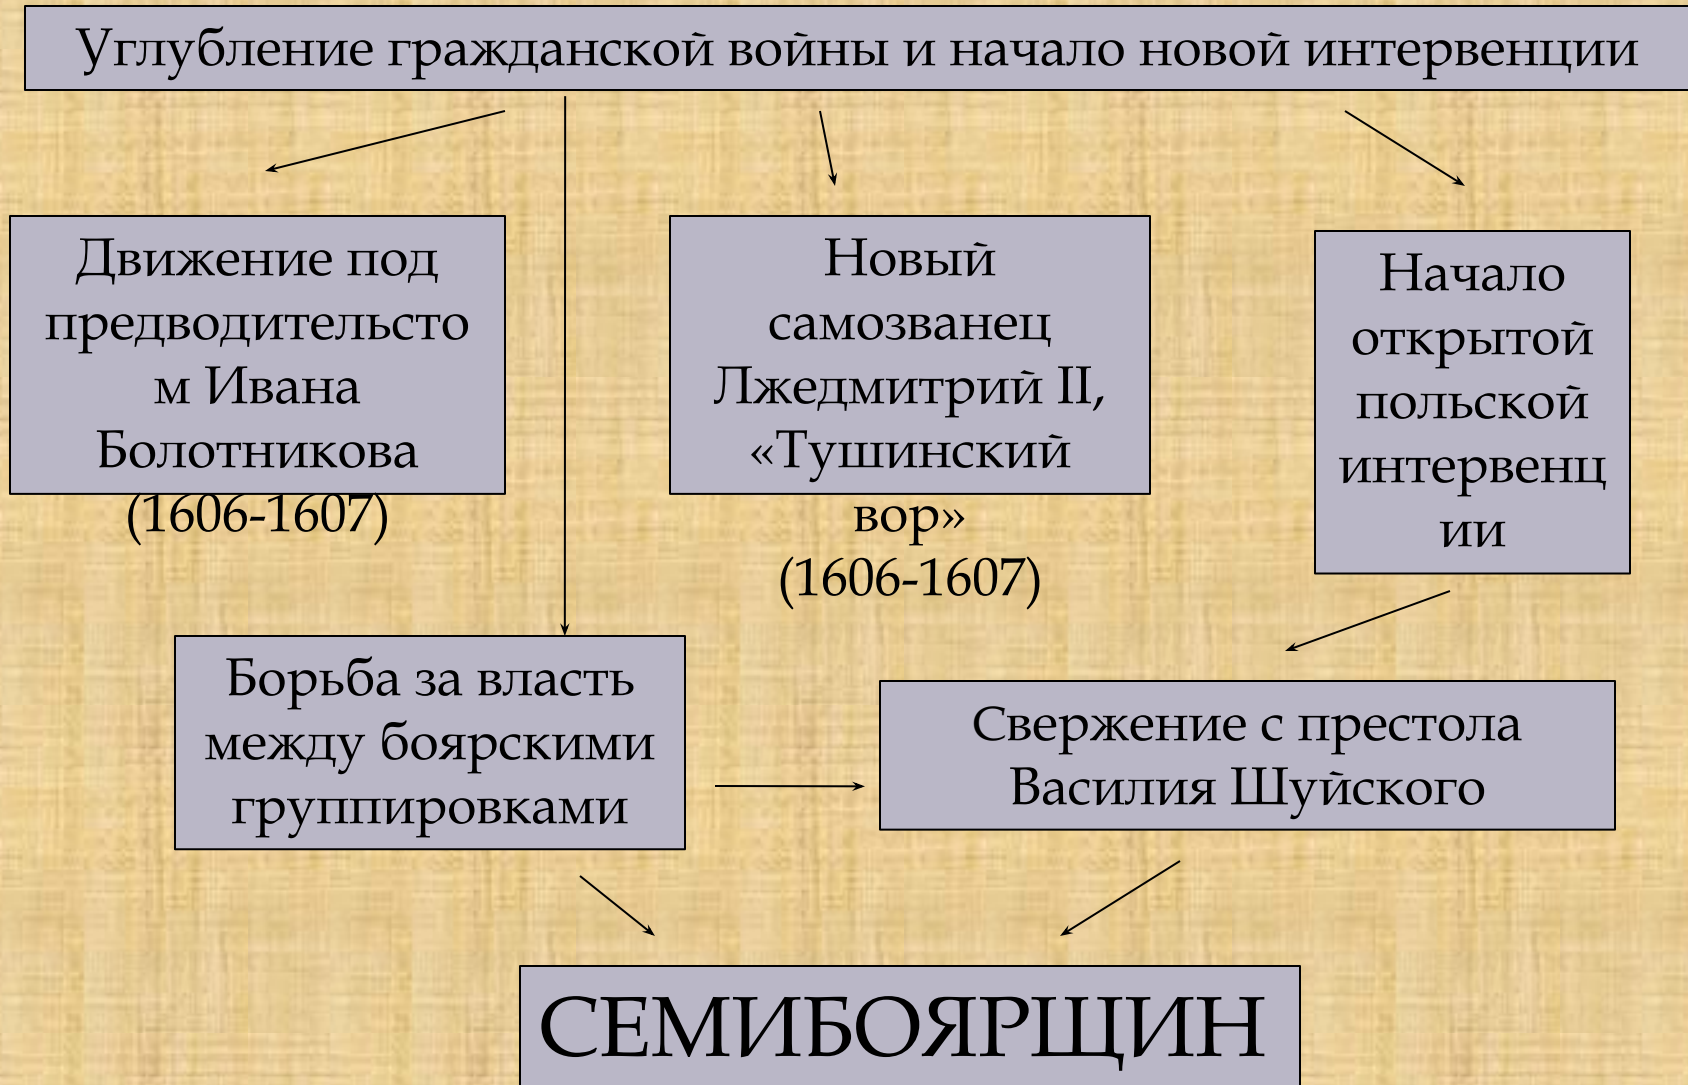 Углубление гражданской войны и начало новой интервенции
Движение под
предводительсто
м Ивана
Болотникова
(1606-1607)
Новый
самозванец
Лжедмитрий II,
«Тушинский
вор»
(1606-1607)
Начало
открытой
польской
интервенц
ии
Борьба за власть
между боярскими
группировками
Свержение с престола
Василия Шуйского
СЕМИБОЯРЩИН